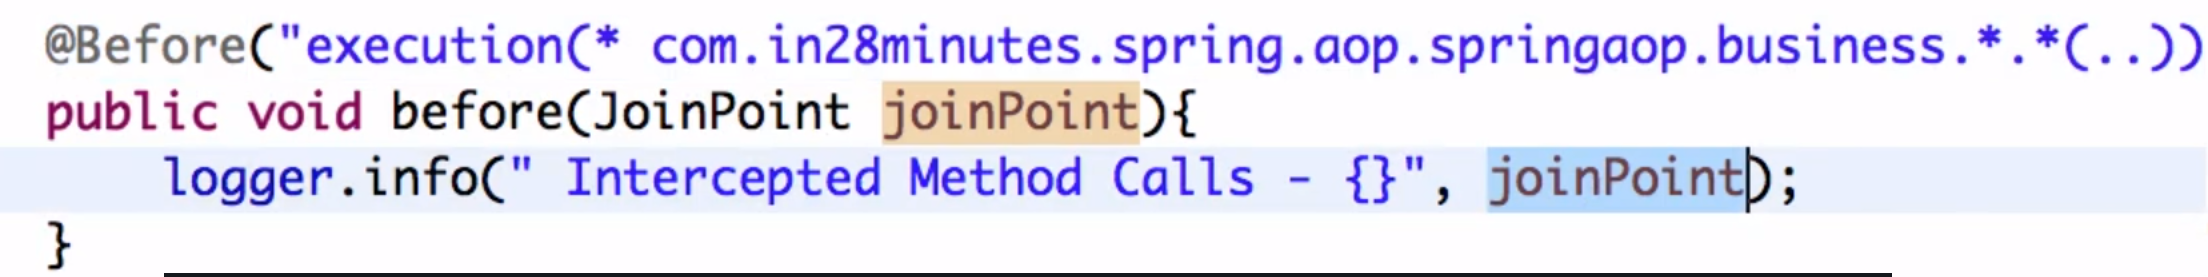 @Before("execution(* com.in28minutes.spring.aop.springaop.business.*.*(..))
public void before(JoinPoint joinPoint){
logger.info(" Intercepted Method Calls - {}", joinPoint);
}